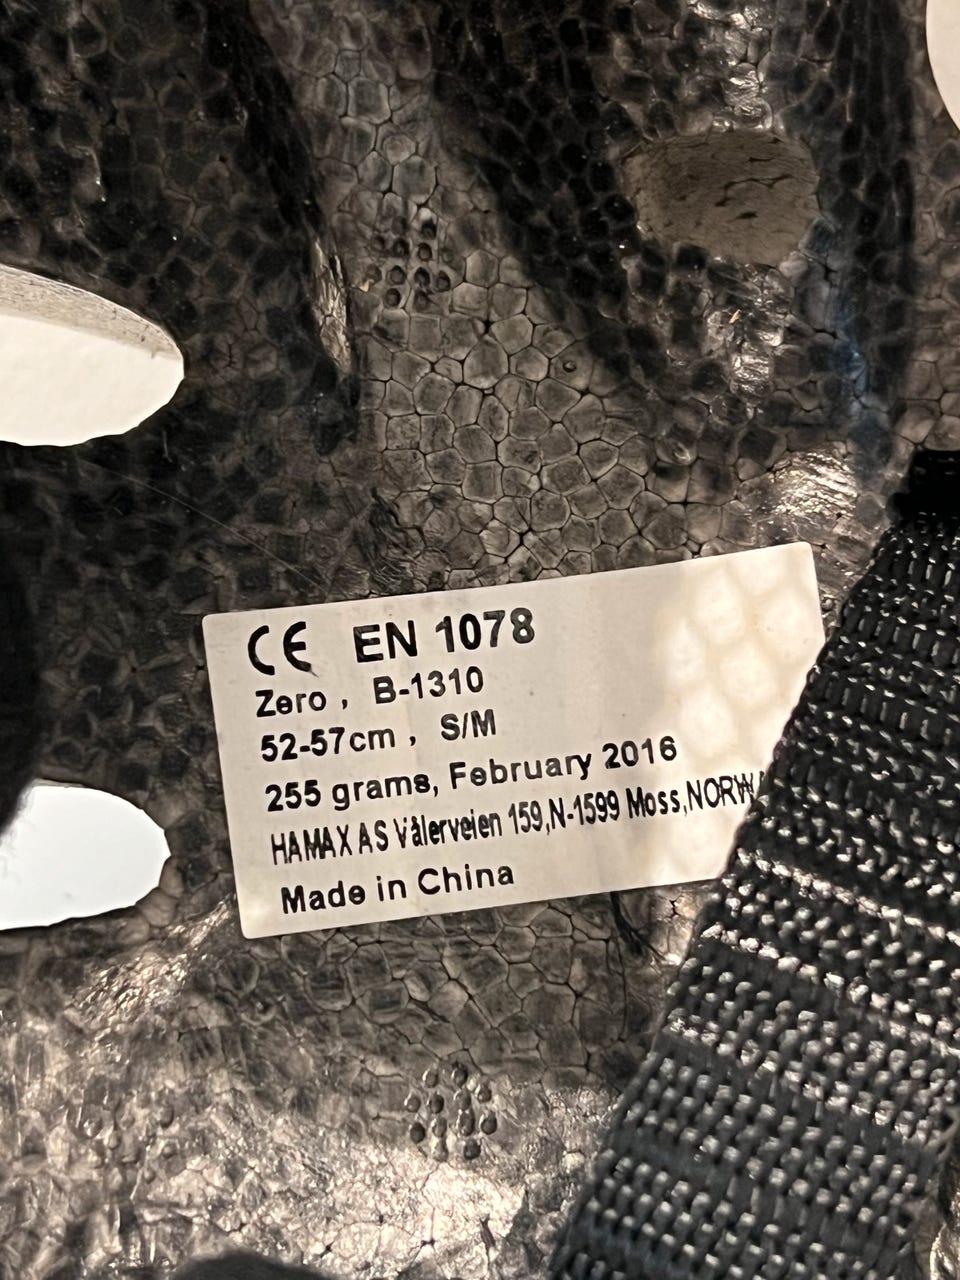 CE EN 1078
Zero, B-1310
52-57cm, S/M
255 grams, February 2016
HAMAX AS Vålerveien 159,N-1599 Moss,NORW
Made in China